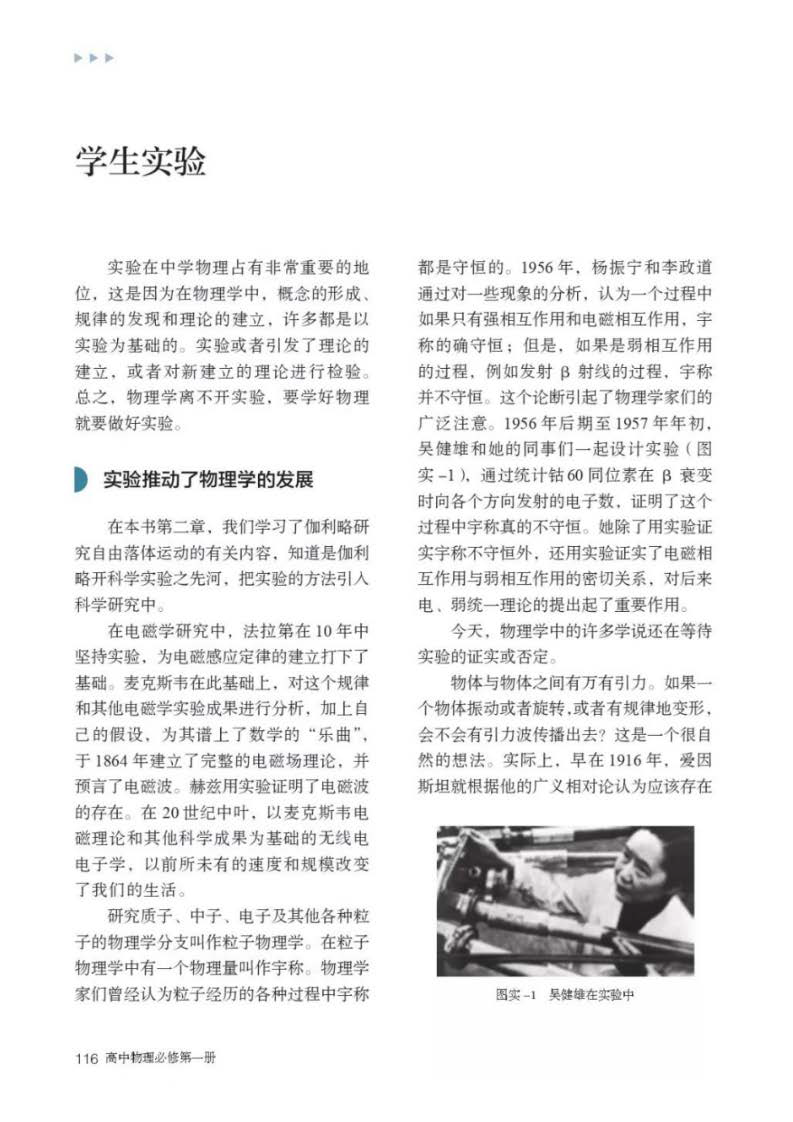 学生实验
实验在中学物理占有非常重要的地
位，这是因为在物理学中，概念的形成、
规律的发现和理论的建立，许多都是以
实验为基础的。实验或者引发了理论的
建立，或者对新建立的理论进行检验。
总之，物理学离不开实验，要学好物理
就要做好实验。
实验推动了物理学的发展
在本书第二章，我们学习了伽利略研
究自由落体运动的有关内容，知道是伽利
略开科学实验之先河，把实验的方法引入
科学研究中。
在电磁学研究中，法拉第在 10 年中
坚持实验，为电磁感应定律的建立打下了
基础。麦克斯韦在此基础上，对这个规律
和其他电磁学实验成果进行分析，加上自
己的假设，为其谱上了数学的“乐曲”，
于 1864 年建立了完整的电磁场理论，并
预言了电磁波。赫兹用实验证明了电磁波
的存在。在 20 世纪中叶，以麦克斯韦电
磁理论和其他科学成果为基础的无线电
电子学，以前所未有的速度和规模改变
了我们的生活。
研究质子、中子、电子及其他各种粒
子的物理学分支叫作粒子物理学。在粒子
物理学中有一个物理量叫作宇称。物理学
家们曾经认为粒子经历的各种过程中宇称
都是守恒的。1956 年，杨振宁和李政道
通过对一些现象的分析，认为一个过程中
如果只有强相互作用和电磁相互作用，宇
称的确守恒；但是，如果是弱相互作用
的过程，例如发射 β 射线的过程，宇称
并不守恒。这个论断引起了物理学家们的
广泛注意。1956 年后期至 1957 年年初，
吴健雄和她的同事们一起设计实验（图
实 -1），通过统计钴 60 同位素在 β 衰变
时向各个方向发射的电子数，证明了这个
过程中宇称真的不守恒。她除了用实验证
实宇称不守恒外，还用实验证实了电磁相
互作用与弱相互作用的密切关系，对后来
电、弱统一理论的提出起了重要作用。
今天，物理学中的许多学说还在等待
实验的证实或否定。
物体与物体之间有万有引力。如果一
个物体振动或者旋转，或者有规律地变形，
会不会有引力波传播出去？这是一个很自
然的想法。实际上，早在 1916 年，爱因
斯坦就根据他的广义相对论认为应该存在
图实 -1 吴健雄在实验中
116 高中物理必修第一册